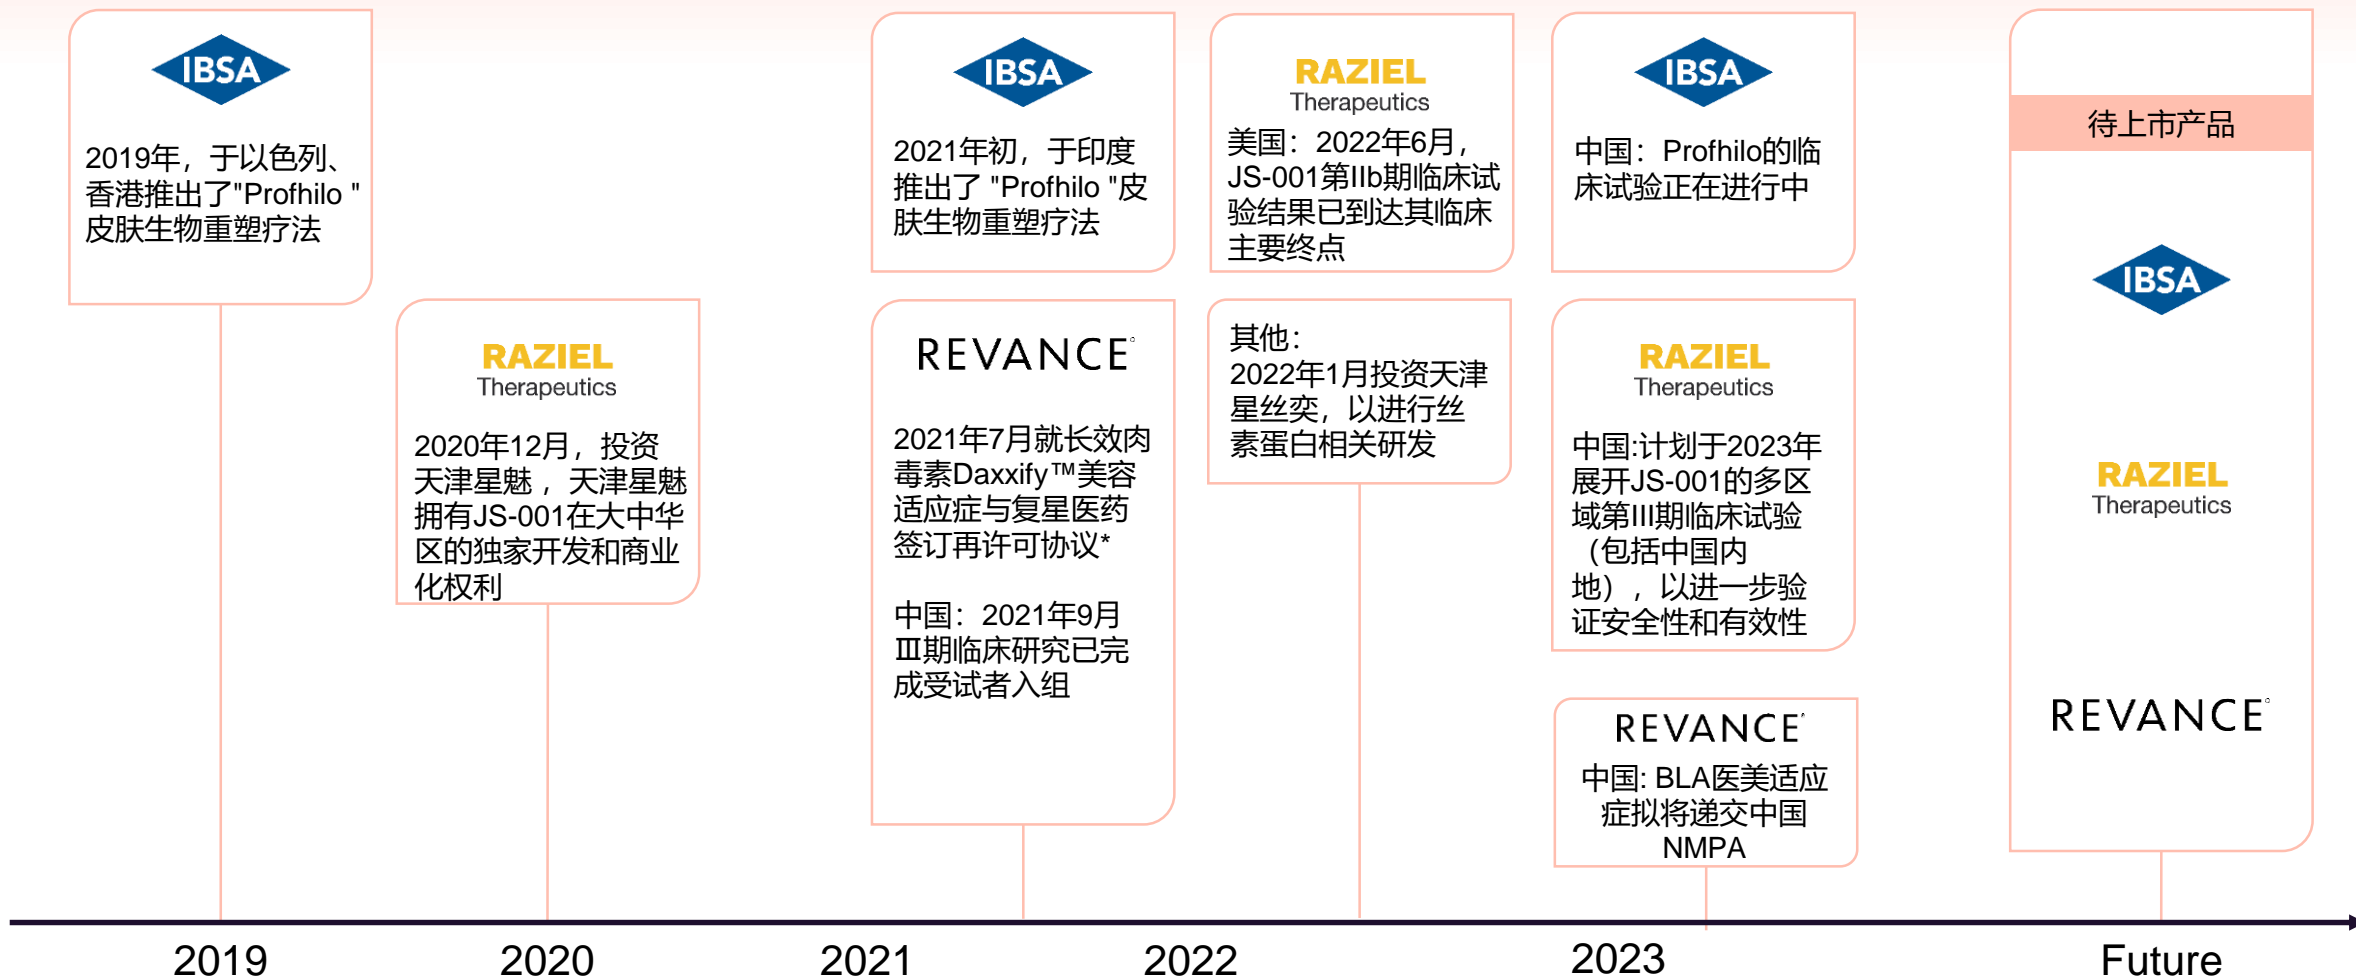 IBSA
2019年，于以色列、
香港推出了"Profhilo "
皮肤生物重塑疗法
RAZIEL
Therapeutics
2020年12月，投资
天津星魅 ，天津星魅
拥有JS-001在大中华
区的独家开发和商业
化权利
IBSA
2021年初，于印度
推出了 "Profhilo "皮
肤生物重塑疗法
REVANCE
2021年7月就长效肉
毒素Daxxify™美容
适应症与复星医药
签订再许可协议*
中国：2021年9月
Ⅲ期临床研究已完
成受试者入组
RAZIEL
Therapeutics
美国：2022年6月，
JS-001第IIb期临床试
验结果已到达其临床
主要终点
其他：
2022年1月投资天津
星丝奕，以进行丝
素蛋白相关研发
IBSA
中国：Profhilo的临
床试验正在进行中
RAZIEL
Therapeutics
中国:计划于2023年
展开JS-001的多区
域第III期临床试验
（包括中国内
地），以进一步验
证安全性和有效性
REVANCE
中国: BLA医美适应
症拟将递交中国
NMPA
待上市产品
IBSA
RAZIEL
Therapeutics
REVANCE
2019
2020
2021
2022
2023
Future